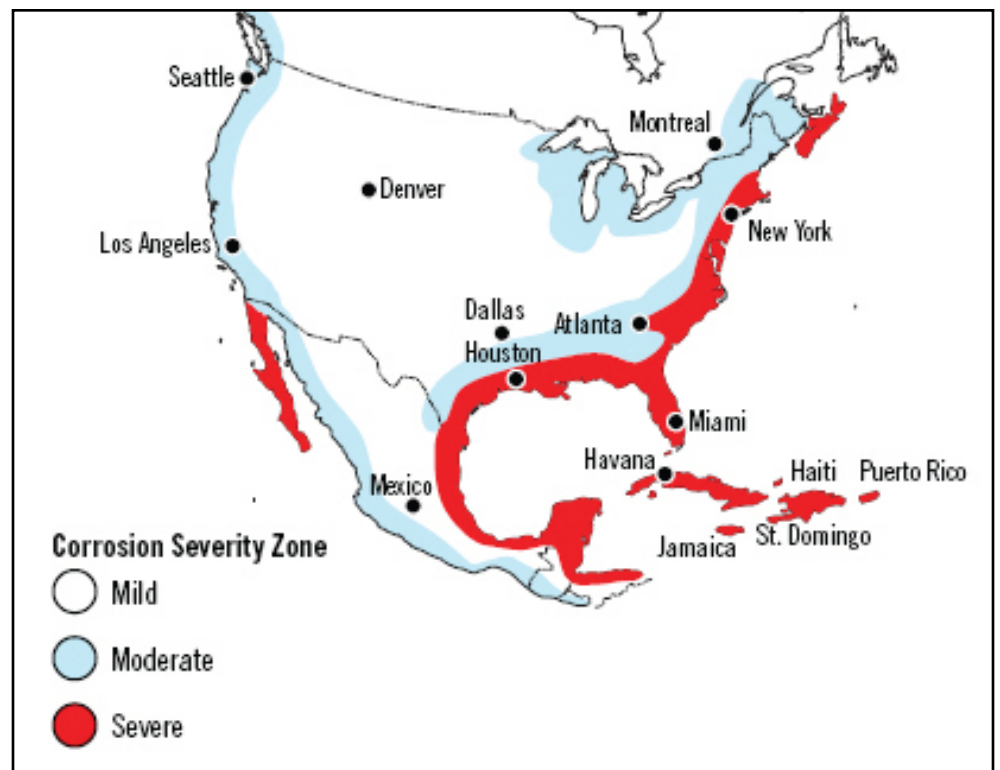 Seattle
Montreal
Denver
New York
Los Angeles
Dallas
Atlanta
Houston
Miami
Havana
Haiti
Puerto Rico
Mexico
St. Domingo
Jamaica
Corrosion Severity Zone
Mild
Moderate
Severe